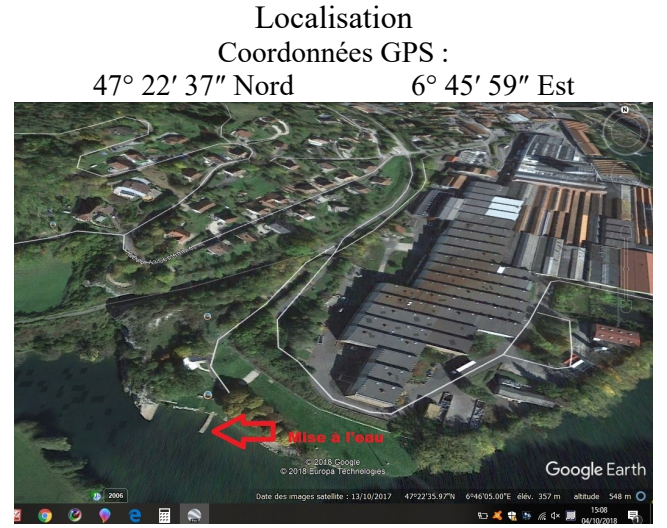 Localisation
Coordonnées GPS :
47° 22′ 37″ Nord 6° 45′ 59″ Est
N
Mise à l'eau
© 2018 Google
© 2018 Europa Technologies
Google Earth
2006
Date des images satellite : 13/10/2017 47°22'35.97"N 6°46'05.00"E élév. 357 m altitude 548 m
15:08
04/10/2018